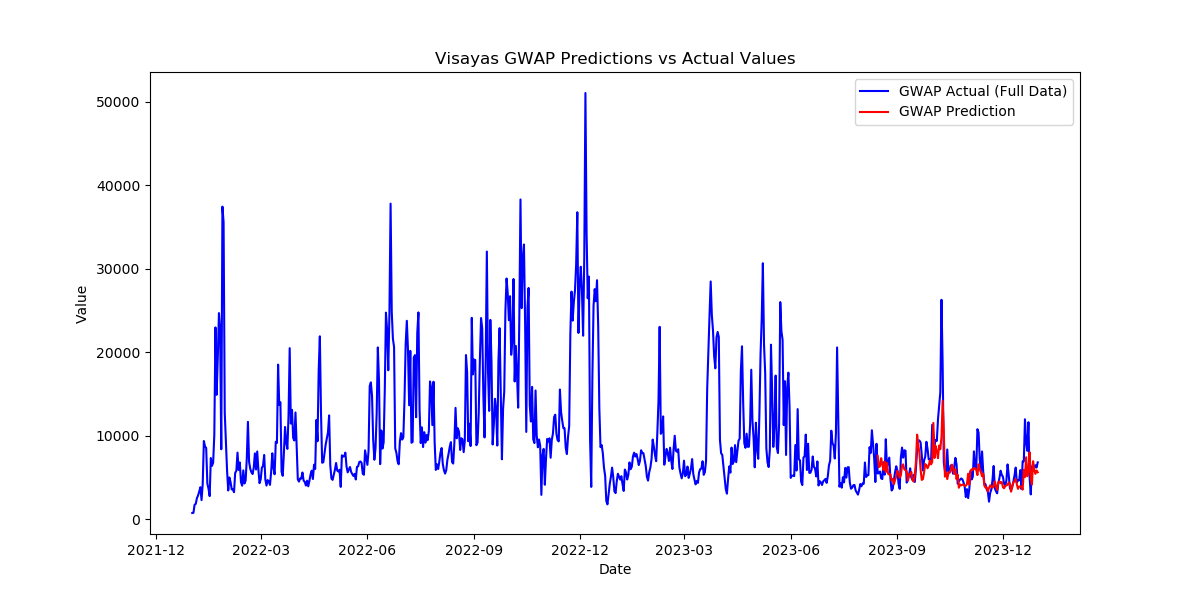 Visayas GWAP Predictions vs Actual Values
GWAP Actual (Full Data)
GWAP Prediction
50000
40000
30000
20000
10000
0
Value
2021-12 2022-03 2022-06 2022-09 2022-12 2023-03 2023-06 2023-09 2023-12
Date